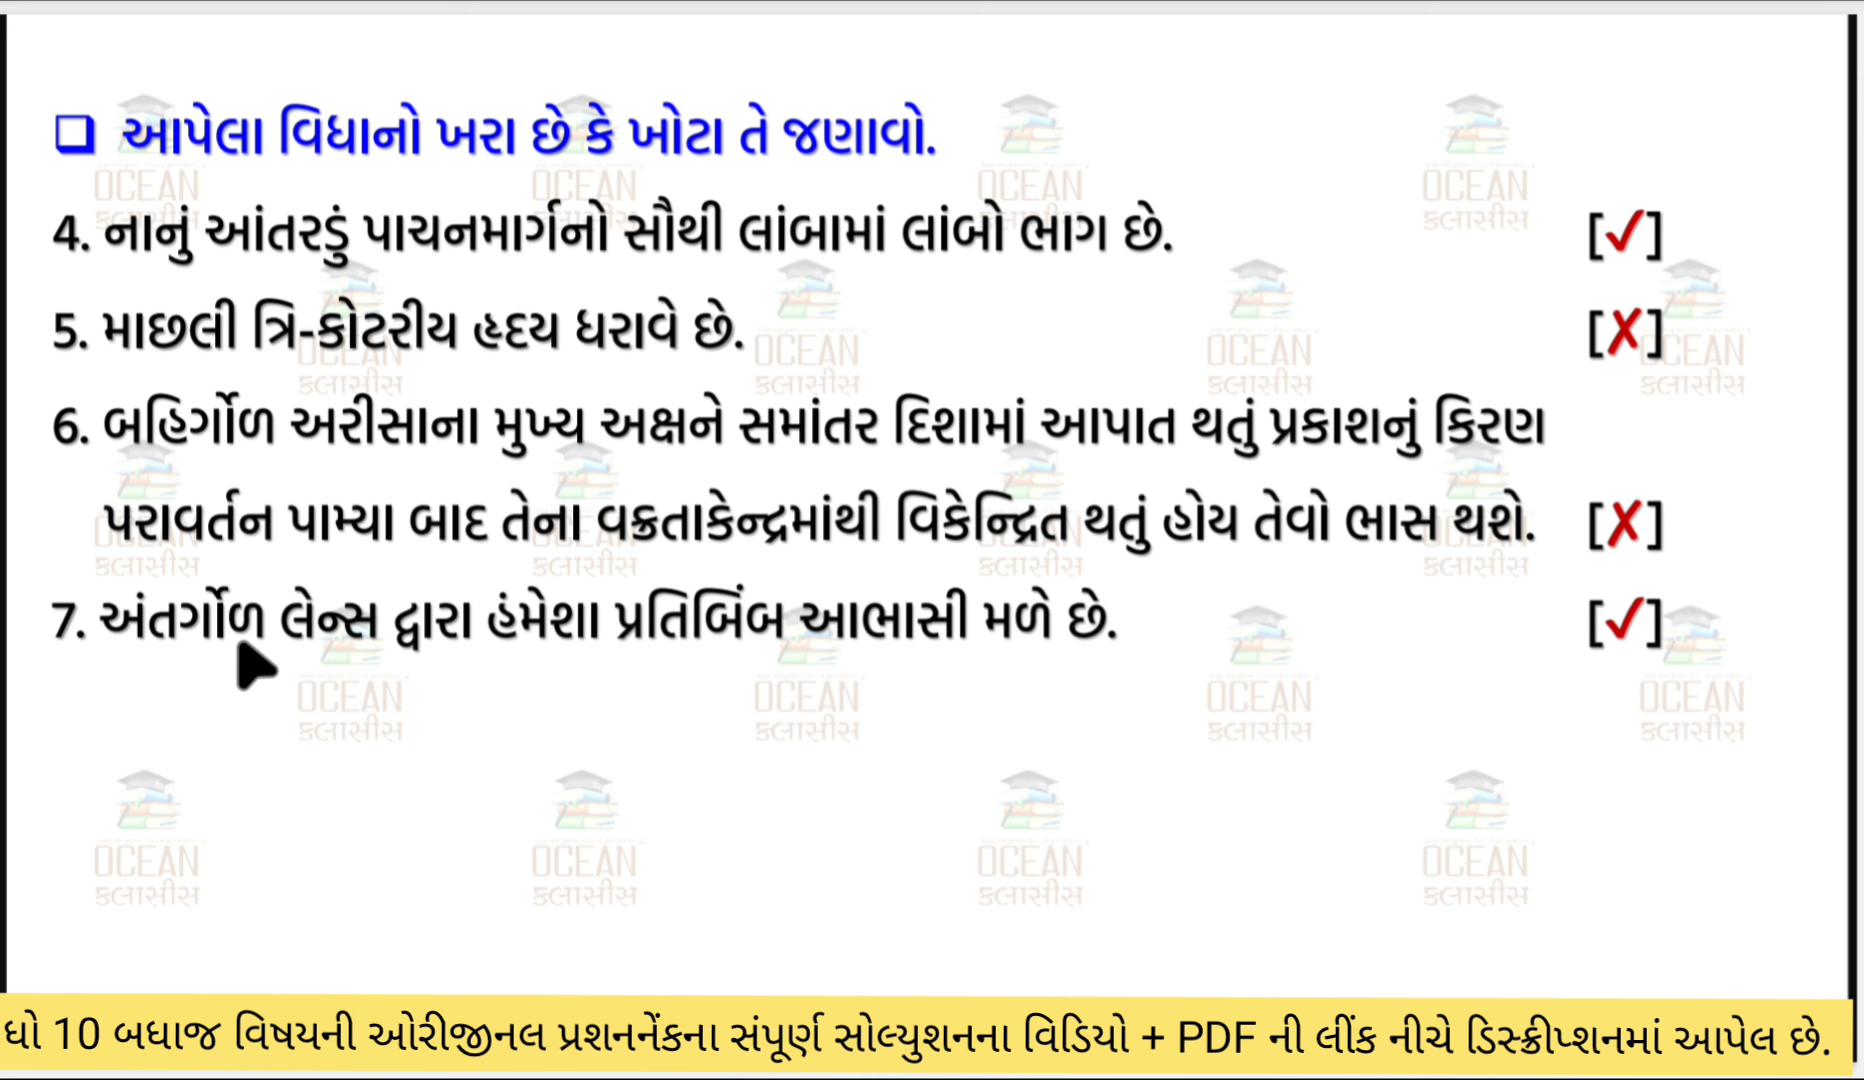 ❑ આપેલા વિધાનો ખરા છે કે ખોટા તે જણાવો.
4. નાનું આંતરડું પાચનમાર્ગનો સૌથી લાંબામાં લાંબો ભાગ છે. [✓]
5. માછલી ત્રિ-કોટરીય હૃદય ધરાવે છે. [✗]
6. બહિર્ગોળ અરીસાના મુખ્ય અક્ષને સમાંતર દિશામાં આપાત થતું પ્રકાશનું કિરણ
પરાવર્તન પામ્યા બાદ તેના વક્રતાકેન્દ્રમાંથી વિકેન્દ્રિત થતું હોય તેવો ભાસ થશે. [✗]
7. અંતર્ગોળ લેન્સ દ્વારા હંમેશા પ્રતિબિંબ આભાસી મળે છે. [✓]
OCEAN
ક્લાસીસ
ધો 10 બધાજ વિષયની ઓરીજીનલ પ્રશનનેંકના સંપૂર્ણ સોલ્યુશનના વિડિયો + PDF ની લીંક નીચે ડિસ્ક્રીપ્શનમાં આપેલ છે.